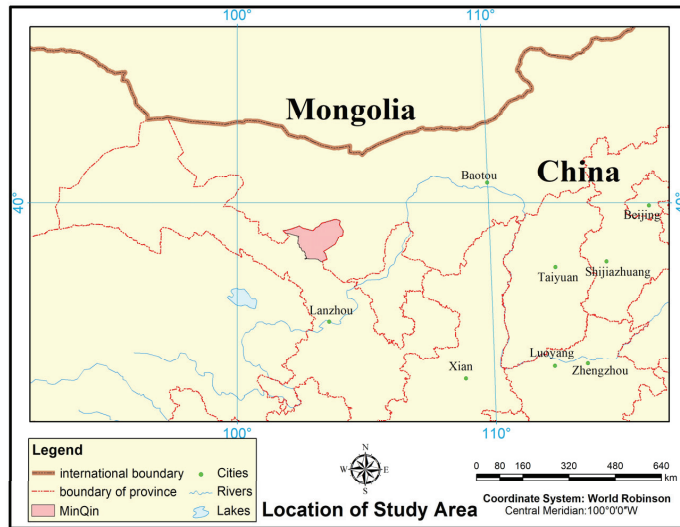 100°
110°
Mongolia
China
Baotou
40°
40°
Beijing
Taiyuan
Shijiazhuang
Lanzhou
Luoyang
Zhengzhou
Xian
100°
110°
Legend
international boundary
Cities
boundary of province
Rivers
MinQin
Lakes
N
W
E
S
Location of Study Area
0 80 160 320 480 640
km
Coordinate System: World Robinson
Central Meridian:100°0'0"W